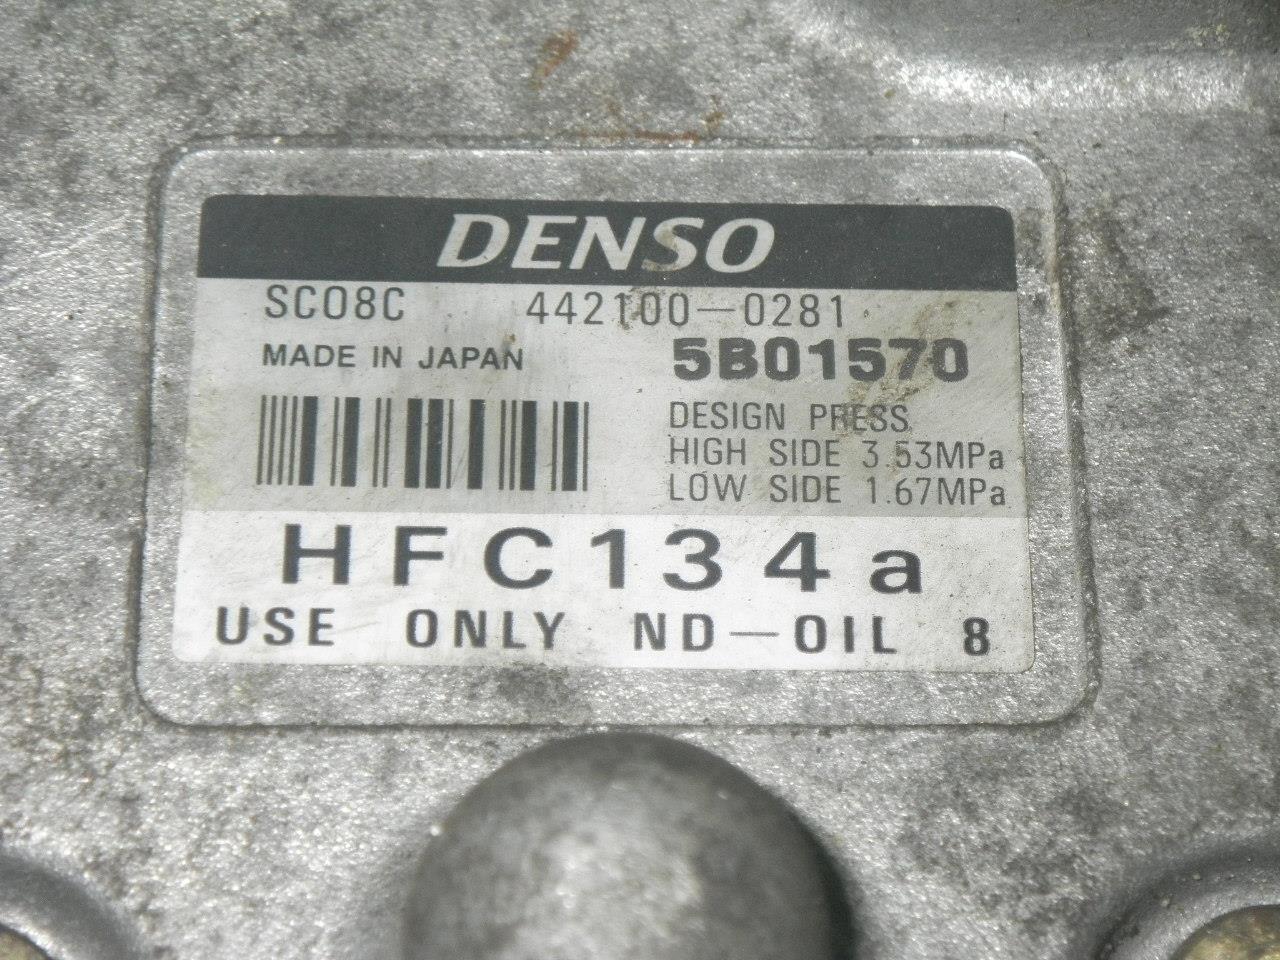 DENSO
SC08C 442100-0281
MADE IN JAPAN 5B01570
DESIGN PRESS
HIGH SIDE 3.53MPa
LOW SIDE 1.67MPa
HFC134a
USE ONLY ND-OIL 8